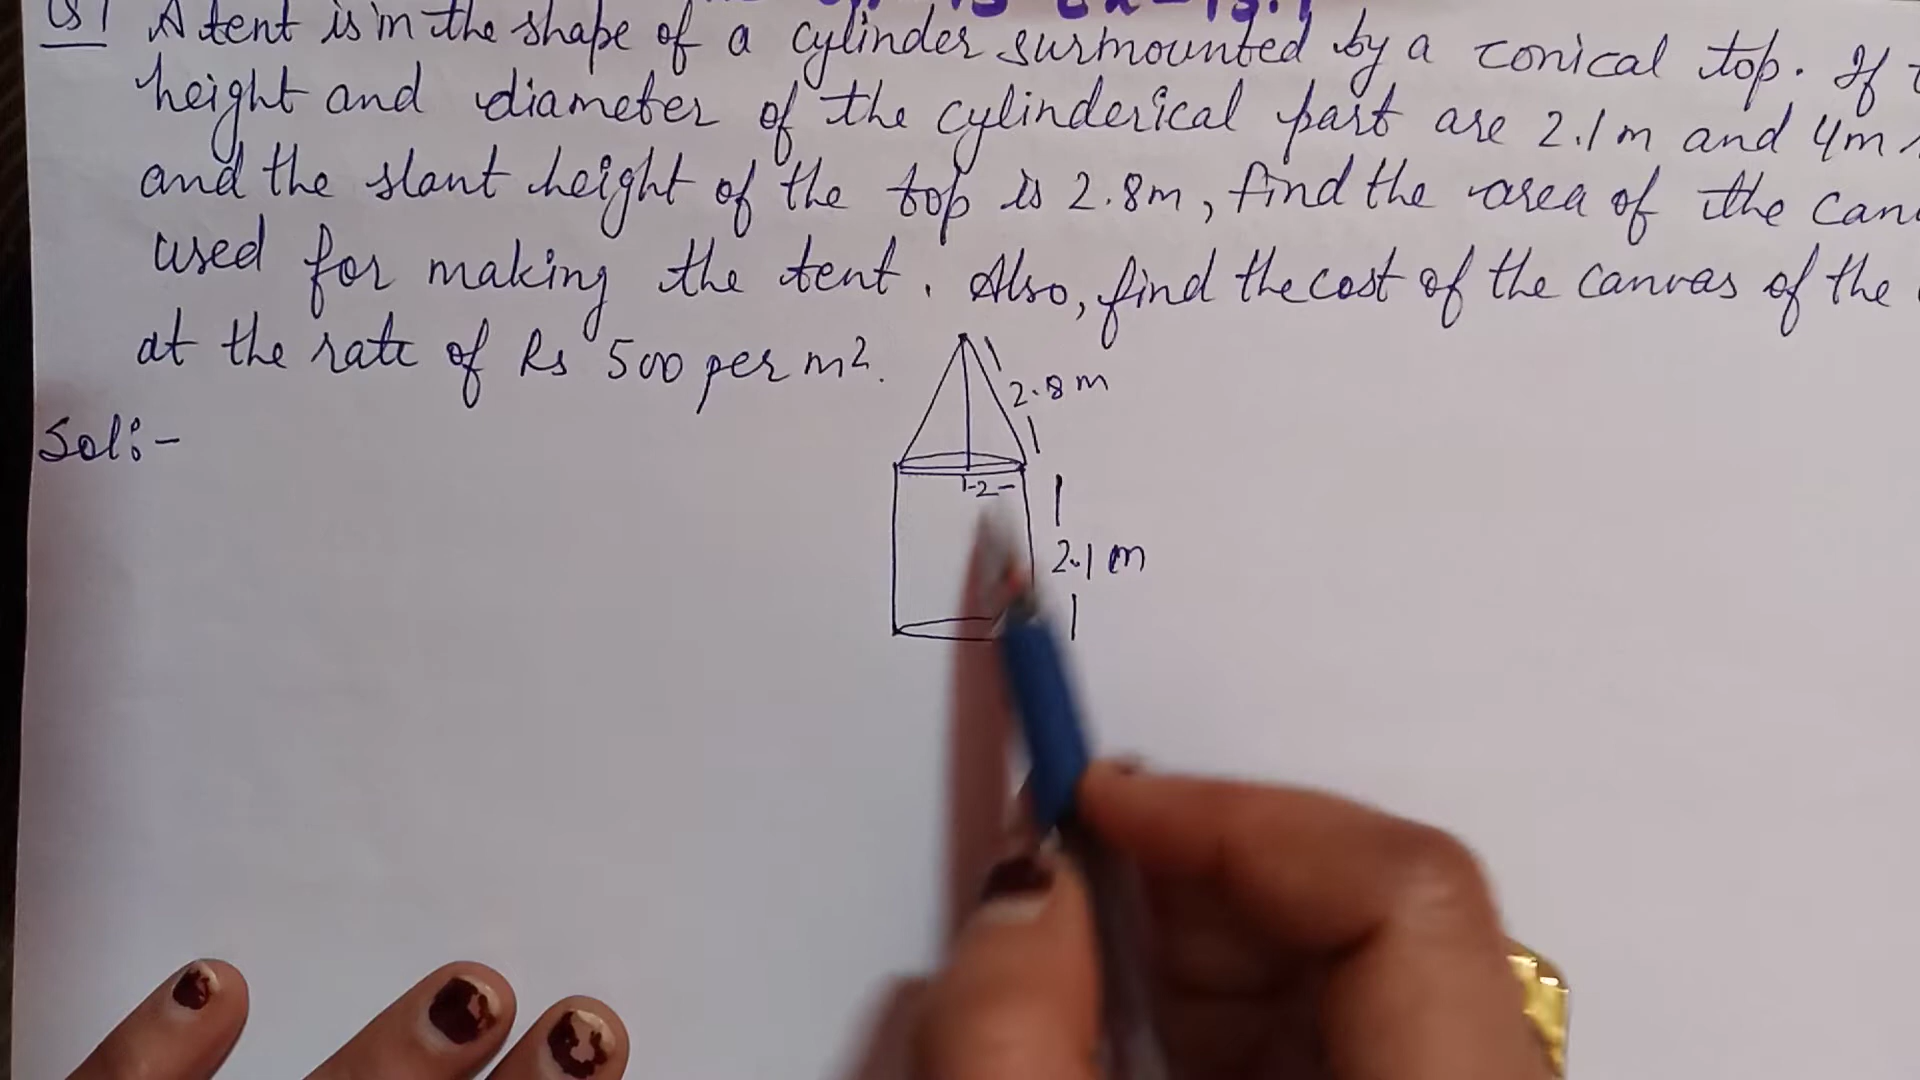 Q1 A tent is in the shape of a cylinder surmounted by a conical top. If
height and diameter of the cylinderical part are 2.1m and 4m
and the slant height of the top is 2.8m, find the area of the
used for making the tent. Also, find the cost of the canvas of the
at the rate of Rs 500 per m².
2.8m
Sol:-
-2-
2.1 m